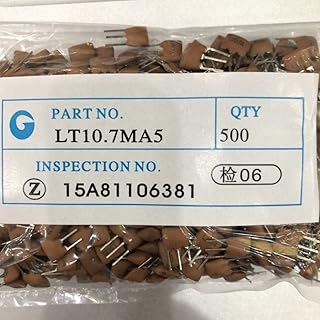 G
PART NO. QTY
LT10.7MA5 500
INSPECTION NO.
Z 15A81106381 检06